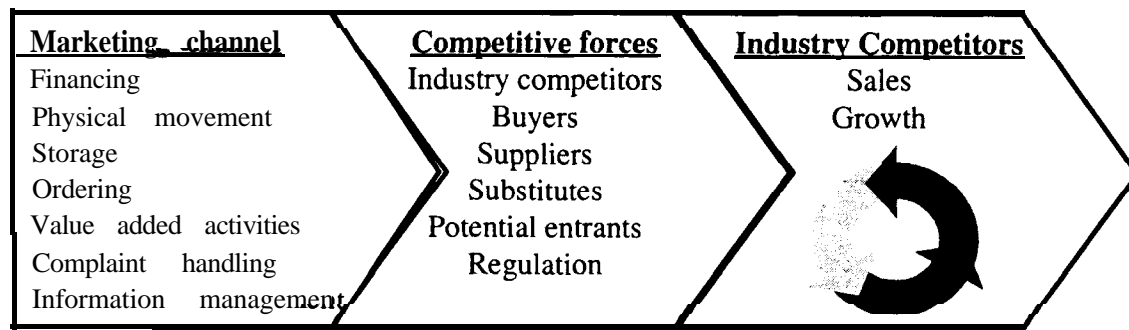 Marketing channel
Financing
Physical movement
Storage
Ordering
Value added activities
Complaint handling
Information management
Competitive forces
Industry competitors
Buyers
Suppliers
Substitutes
Potential entrants
Regulation
Industry Competitors
Sales
Growth